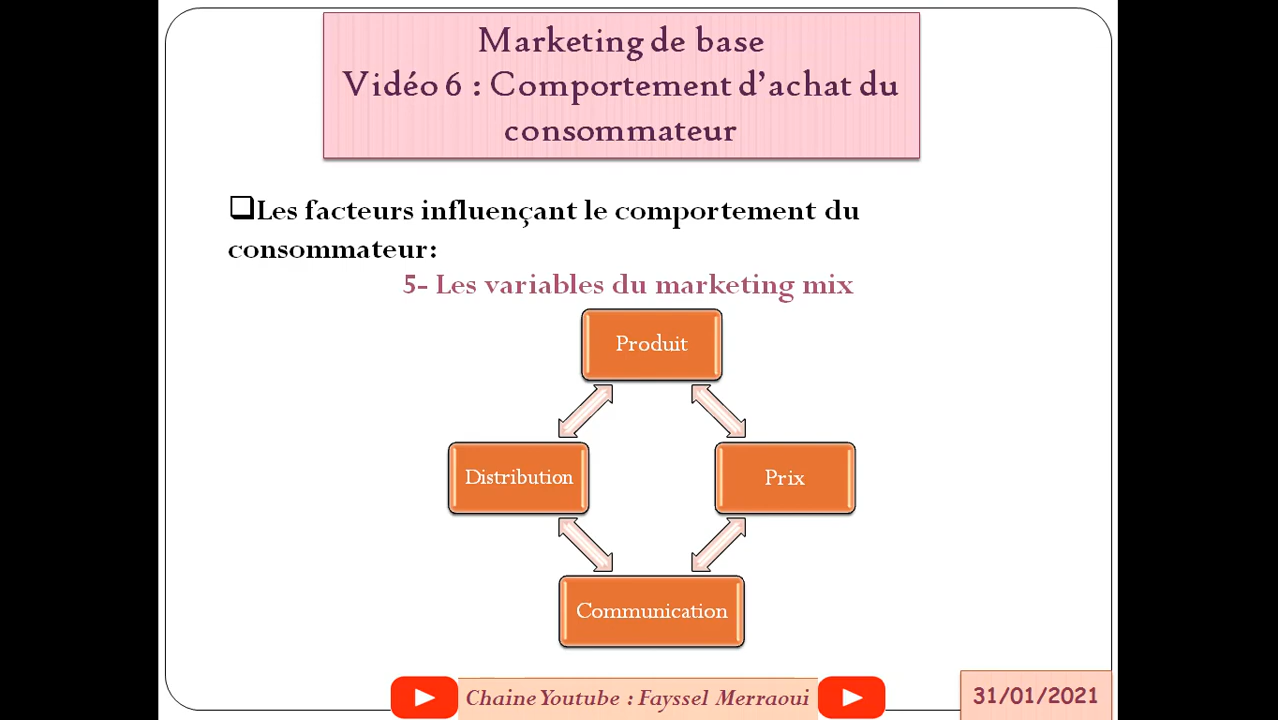 Marketing de base
Vidéo 6 : Comportement d’achat du
consommateur
❑Les facteurs influençant le comportement du
consommateur:
5- Les variables du marketing mix
Produit
Distribution
Prix
Communication
Chaine Youtube : Fayssel Merraoui
31/01/2021